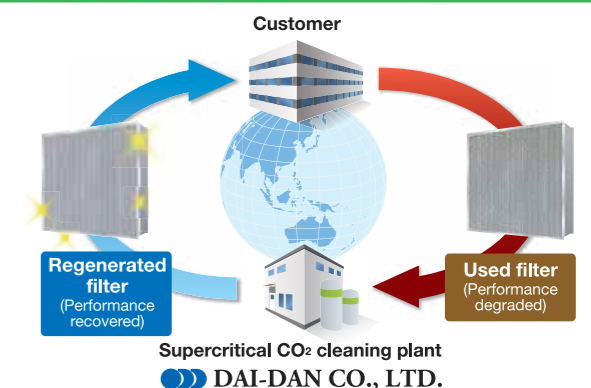 Customer
Regenerated
filter
(Performance
recovered)
Used filter
(Performance
degraded)
Supercritical CO2 cleaning plant
DAI-DAN CO., LTD.